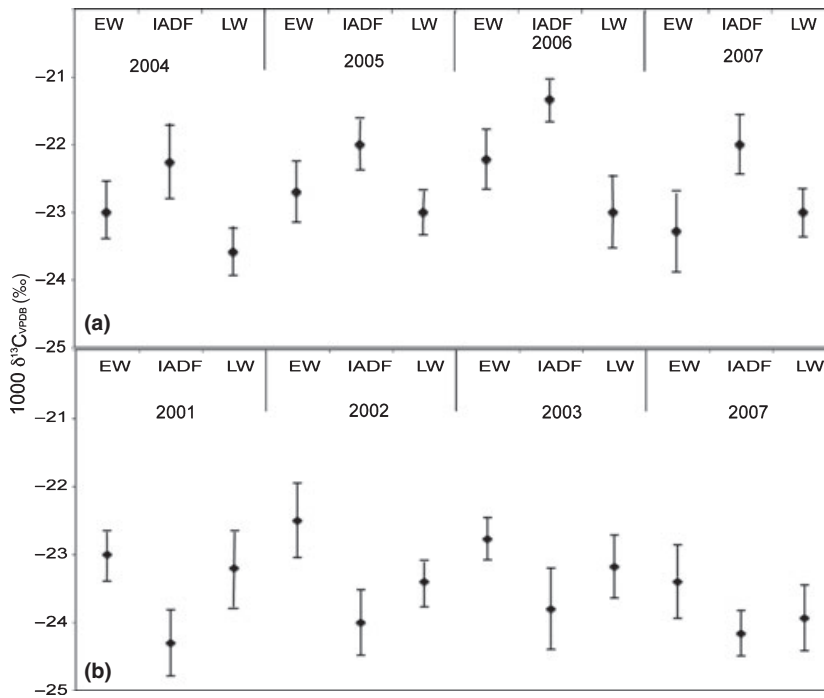 EW IADF LW EW IADF LW EW IADF LW EW IADF LW
2004 2005 2006 2007
–21
–22
–23
–24
–25
(a)
1000 δ¹³C_VPDB (‰)
EW IADF LW EW IADF LW EW IADF LW EW IADF LW
2001 2002 2003 2007
–21
–22
–23
–24
–25
(b)